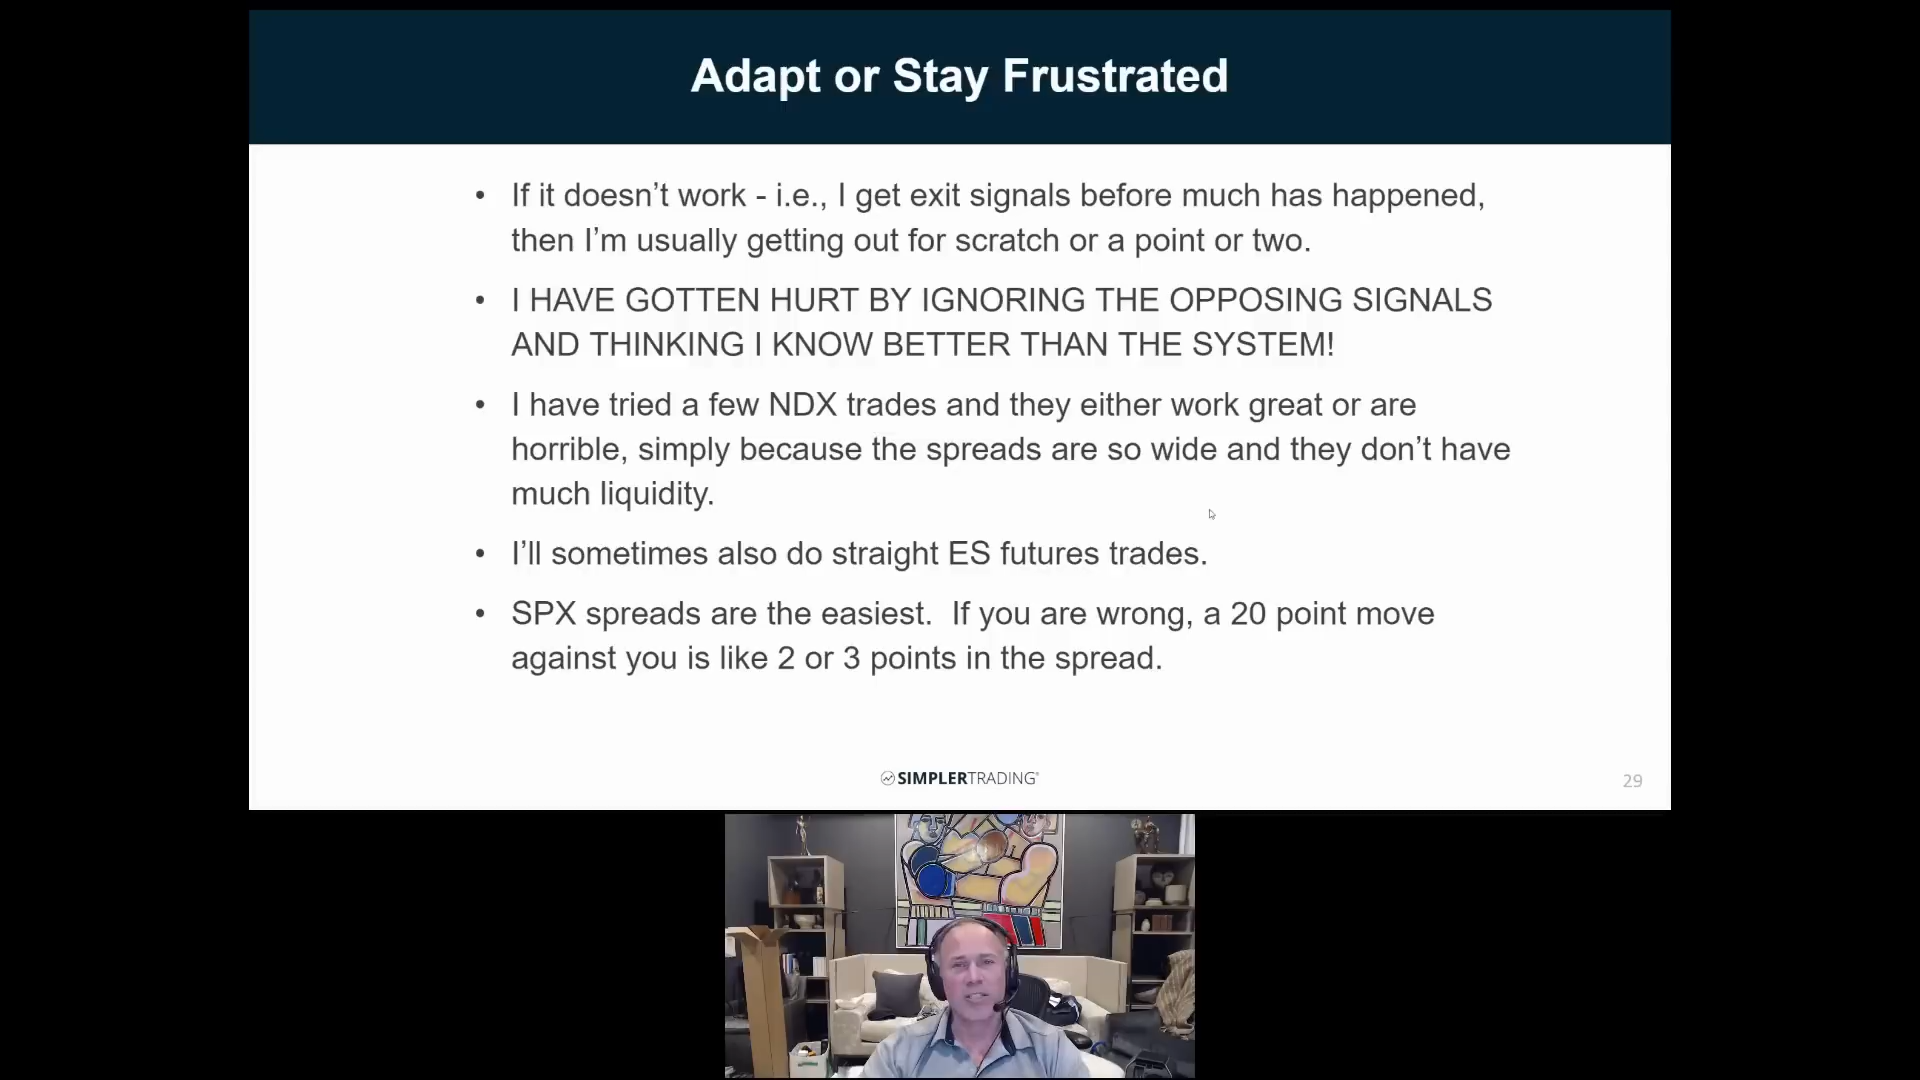 Adapt or Stay Frustrated
• If it doesn’t work - i.e., I get exit signals before much has happened,
then I’m usually getting out for scratch or a point or two.
• I HAVE GOTTEN HURT BY IGNORING THE OPPOSING SIGNALS
AND THINKING I KNOW BETTER THAN THE SYSTEM!
• I have tried a few NDX trades and they either work great or are
horrible, simply because the spreads are so wide and they don’t have
much liquidity.
• I’ll sometimes also do straight ES futures trades.
• SPX spreads are the easiest.  If you are wrong, a 20 point move
against you is like 2 or 3 points in the spread.
SIMPLERTRADING®
29